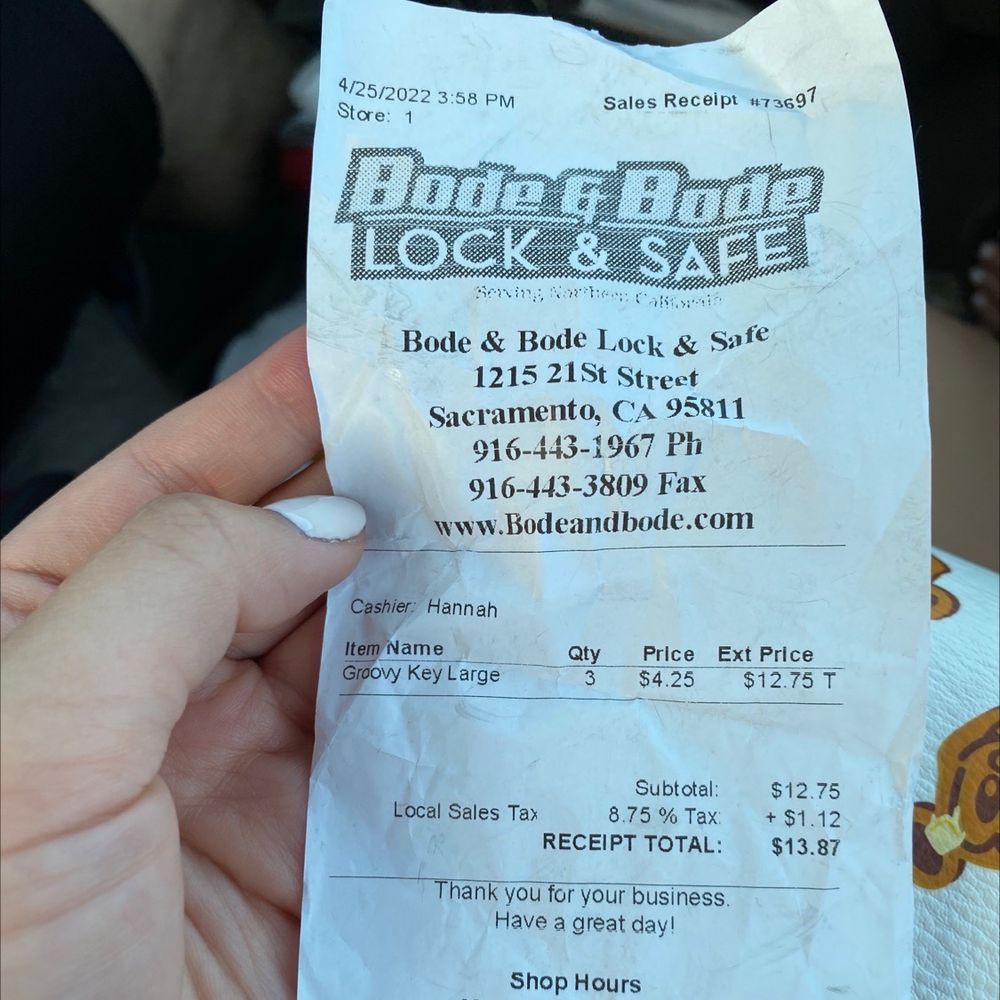 4/25/2022 3:58 PM
Sales Receipt #73697
Store: 1
Bode & Bode
LOCK & SAFE
Serving Northern California
Bode & Bode Lock & Safe
1215 21St Street
Sacramento, CA 95811
916-443-1967 Ph
916-443-3809 Fax
www.Bodeandbode.com
Cashier: Hannah
Item Name Qty Price Ext Price
Groovy Key Large 3 $4.25 $12.75 T
Subtotal: $12.75
Local Sales Tax 8.75 % Tax: + $1.12
RECEIPT TOTAL: $13.87
Thank you for your business.
Have a great day!
Shop Hours